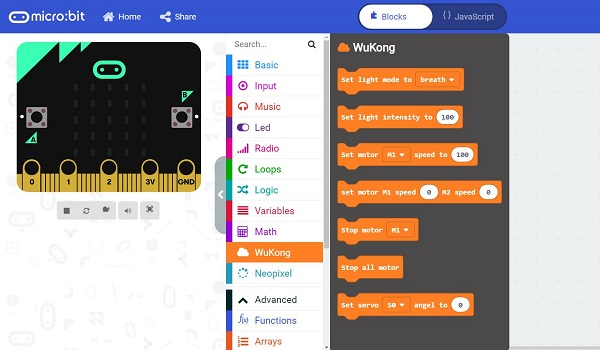 micro:bit Home Share Blocks {} JavaScript
B
A
0 1 2 3V GND
Search...
Basic
Input
Music
Led
Radio
Loops
Logic
Variables
Math
WuKong
Neopixel
Advanced
f(x) Functions
Arrays
WuKong
Set light mode to breath
Set light intensity to 100
Set motor M1 speed to 100
set motor M1 speed 0 M2 speed 0
Stop motor M1
Stop all motor
Set servo S0 angel to 0